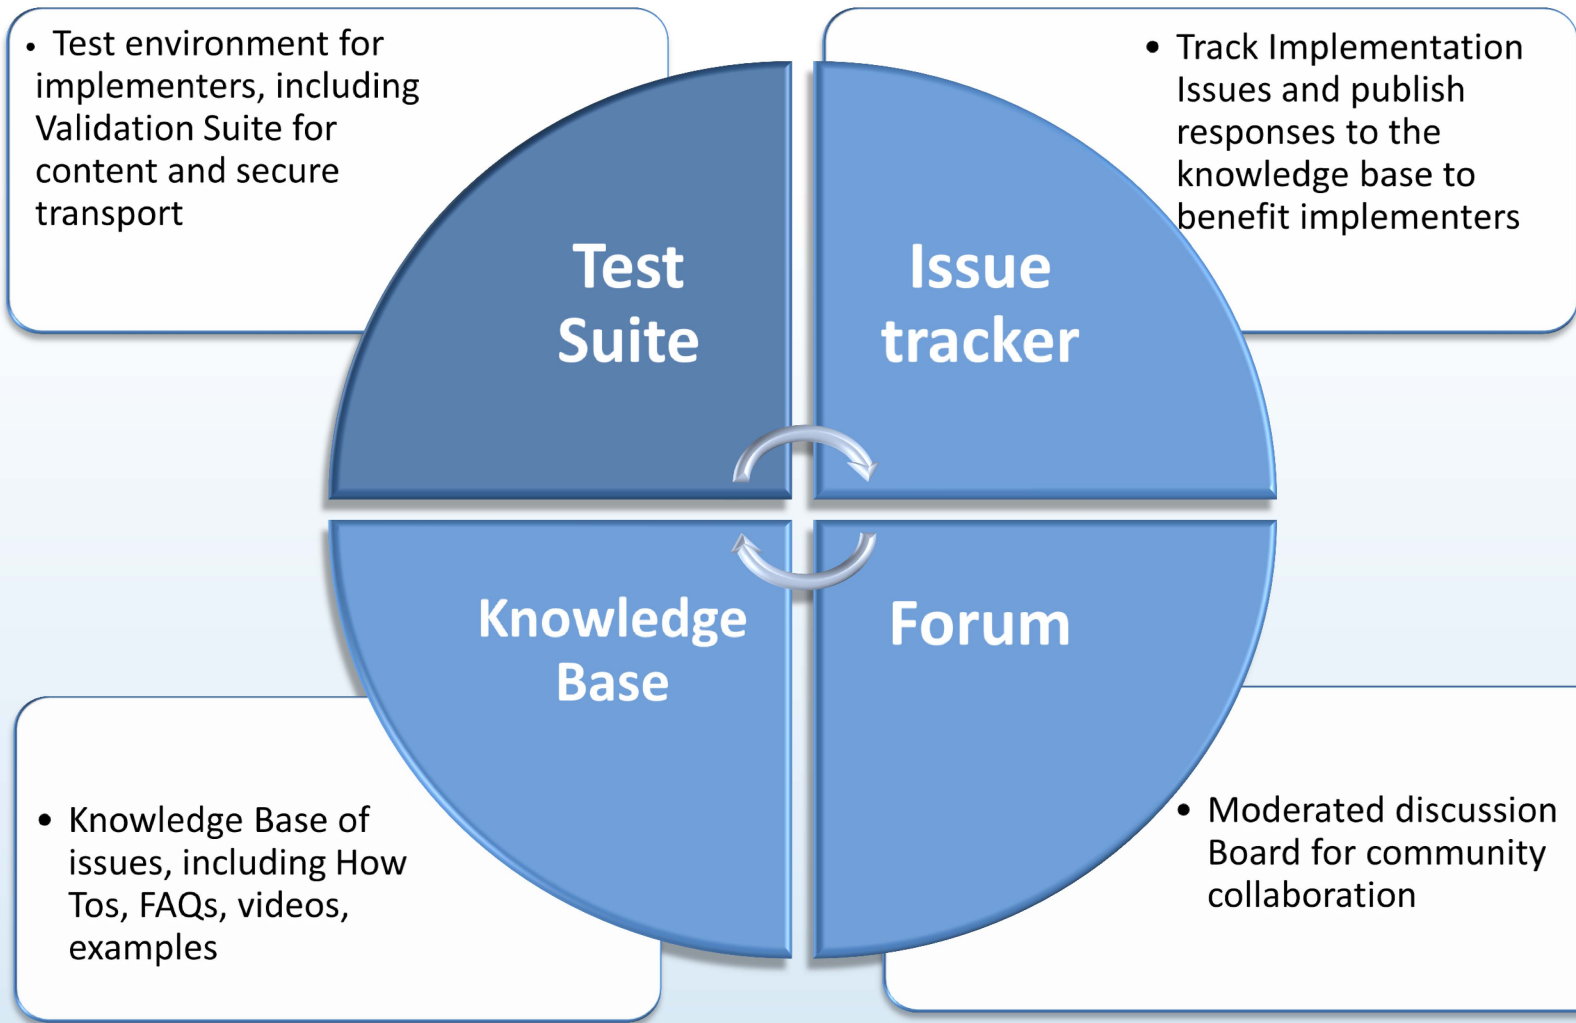 • Test environment for
implementers, including
Validation Suite for
content and secure
transport
• Track Implementation
Issues and publish
responses to the
knowledge base to
benefit implementers
Test
Suite
Issue
tracker
Knowledge
Base
Forum
• Knowledge Base of
issues, including How
Tos, FAQs, videos,
examples
• Moderated discussion
Board for community
collaboration